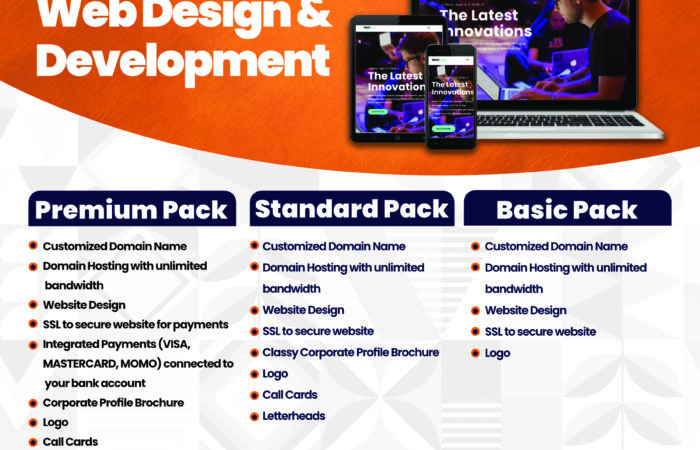 Web Design &
Development
The Latest
Innovations
The Latest
Innovations
The Latest
Innovations
Premium Pack
Customized Domain Name
Domain Hosting with unlimited
bandwidth
Website Design
SSL to secure website for payments
Integrated Payments (VISA,
MASTERCARD, MOMO) connected to
your bank account
Corporate Profile Brochure
Logo
Call Cards
Standard Pack
Customized Domain Name
Domain Hosting with unlimited
bandwidth
Website Design
SSL to secure website
Classy Corporate Profile Brochure
Logo
Call Cards
Letterheads
Basic Pack
Customized Domain Name
Domain Hosting with unlimited
bandwidth
Website Design
SSL to secure website
Logo